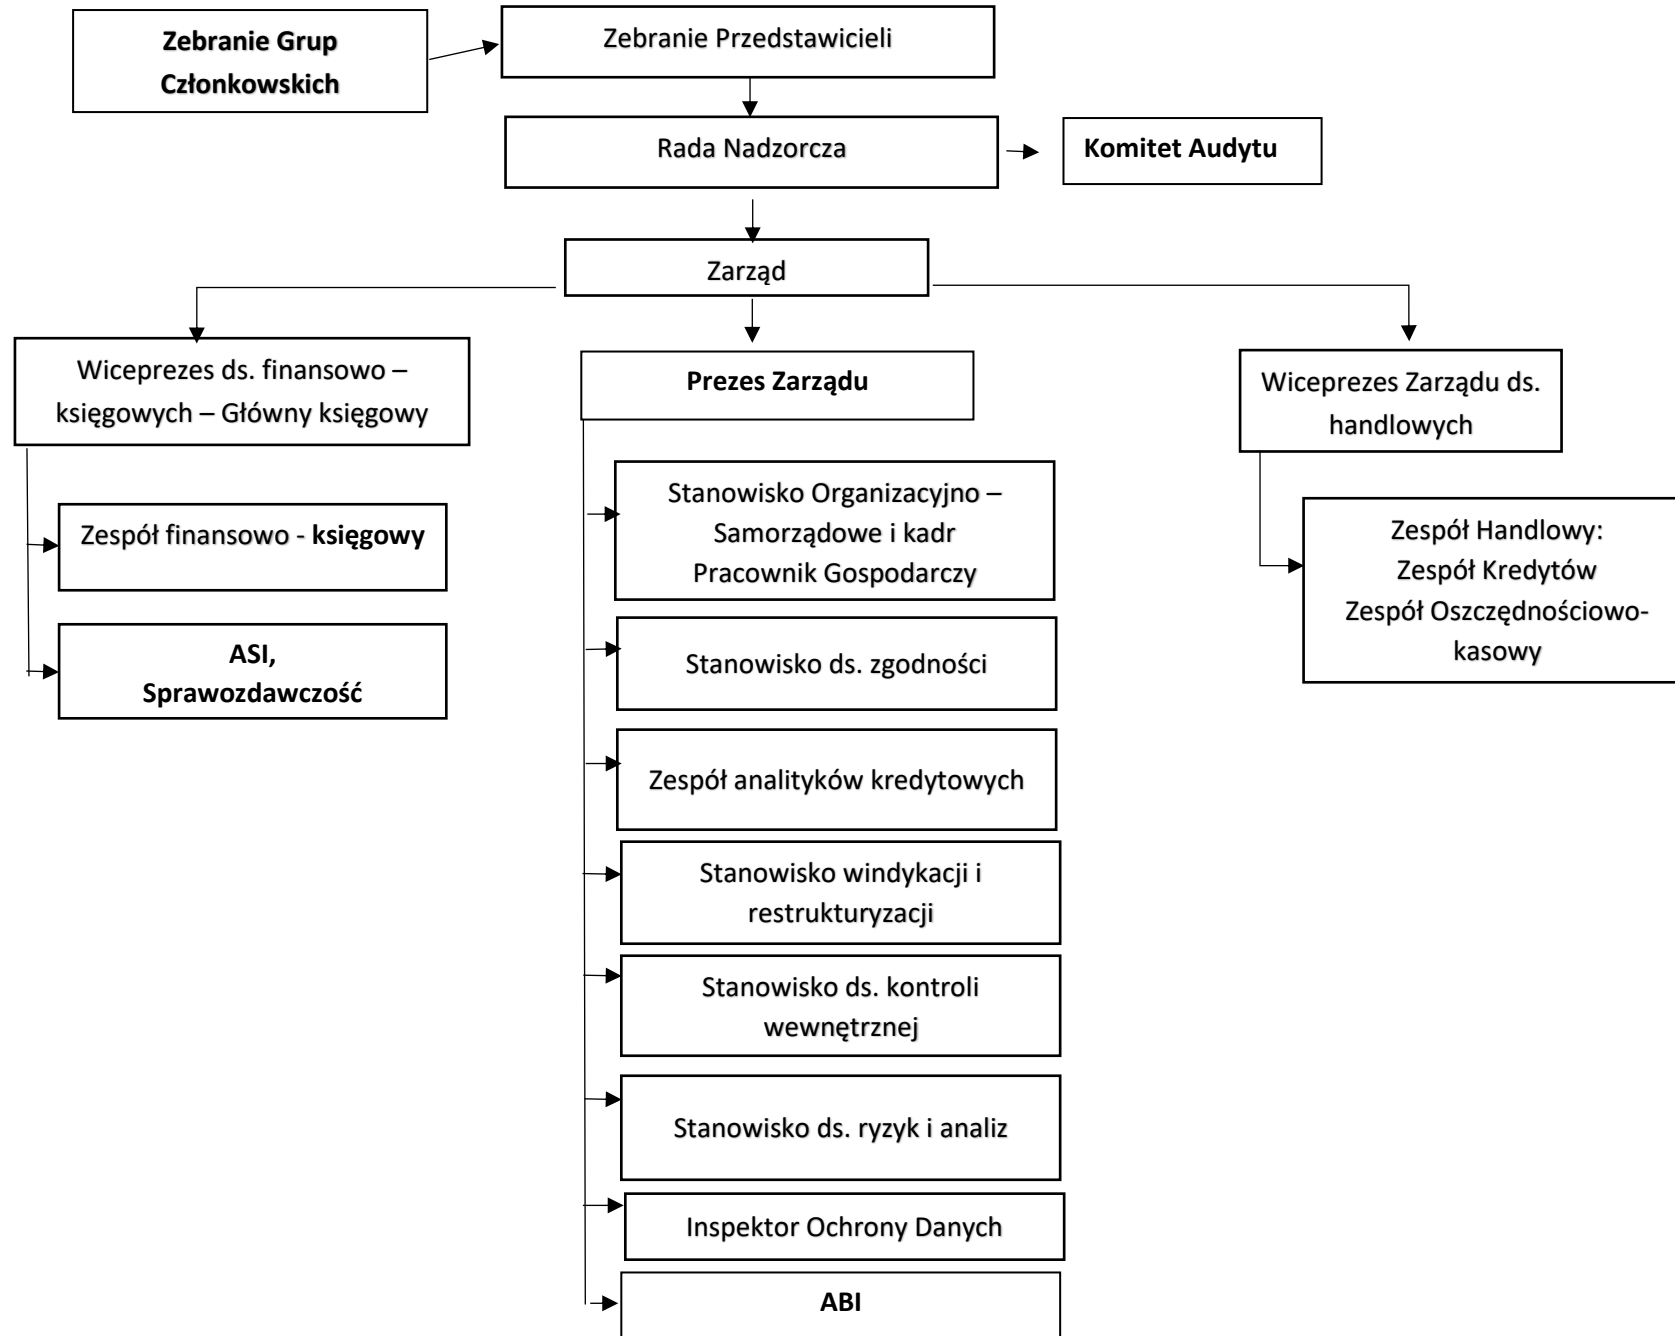 Zebranie Grup
Członkowskich
Zebranie Przedstawicieli
Rada Nadzorcza
Komitet Audytu
Zarząd
Wiceprezes ds. finansowo –
księgowych – Główny księgowy
Prezes Zarządu
Wiceprezes Zarządu ds.
handlowych
Zespół finansowo - księgowy
ASI,
Sprawozdawczość
Stanowisko Organizacyjno –
Samorządowe i kadr
Pracownik Gospodarczy
Stanowisko ds. zgodności
Zespół analityków kredytowych
Stanowisko windykacji i
restrukturyzacji
Stanowisko ds. kontroli
wewnętrznej
Stanowisko ds. ryzyk i analiz
Inspektor Ochrony Danych
ABI
Zespół Handlowy:
Zespół Kredytów
Zespół Oszczędnościowo-
kasowy